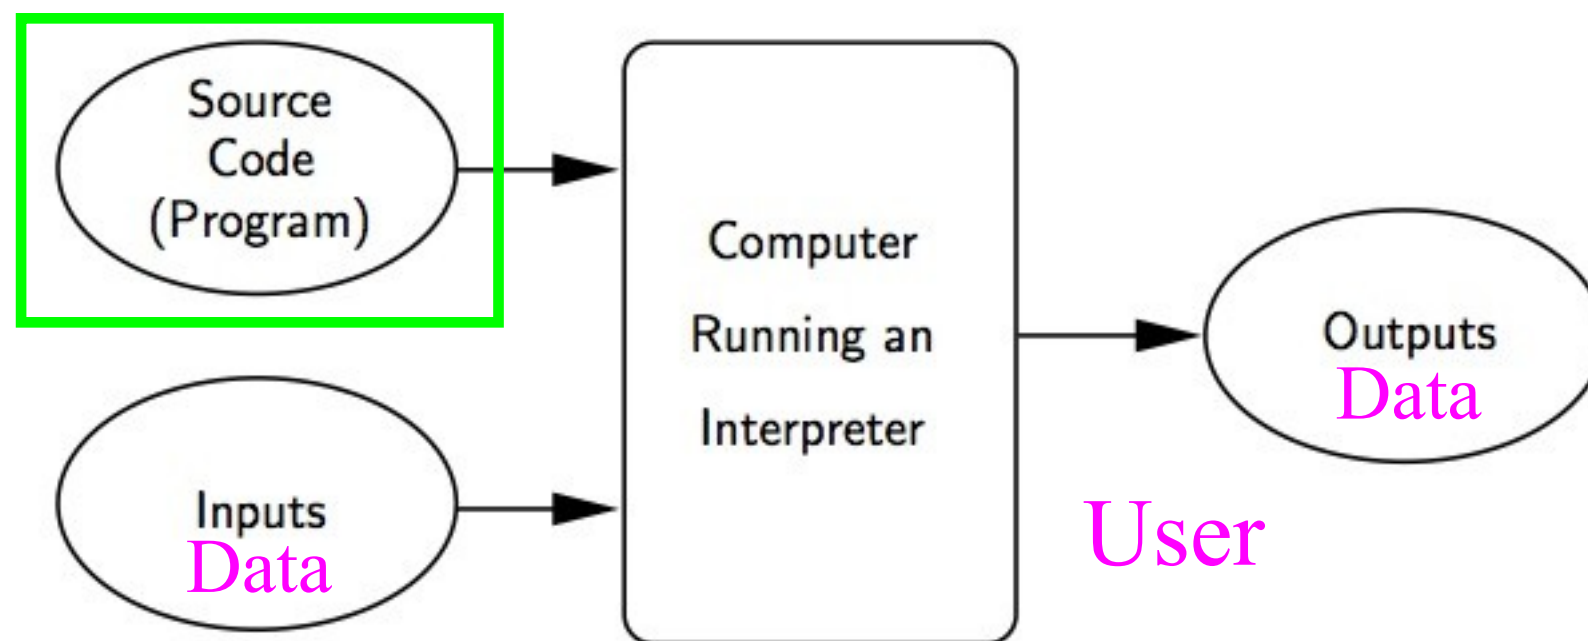 Source
Code
(Program)
Inputs
Data
Computer
Running an
Interpreter
Outputs
Data
User